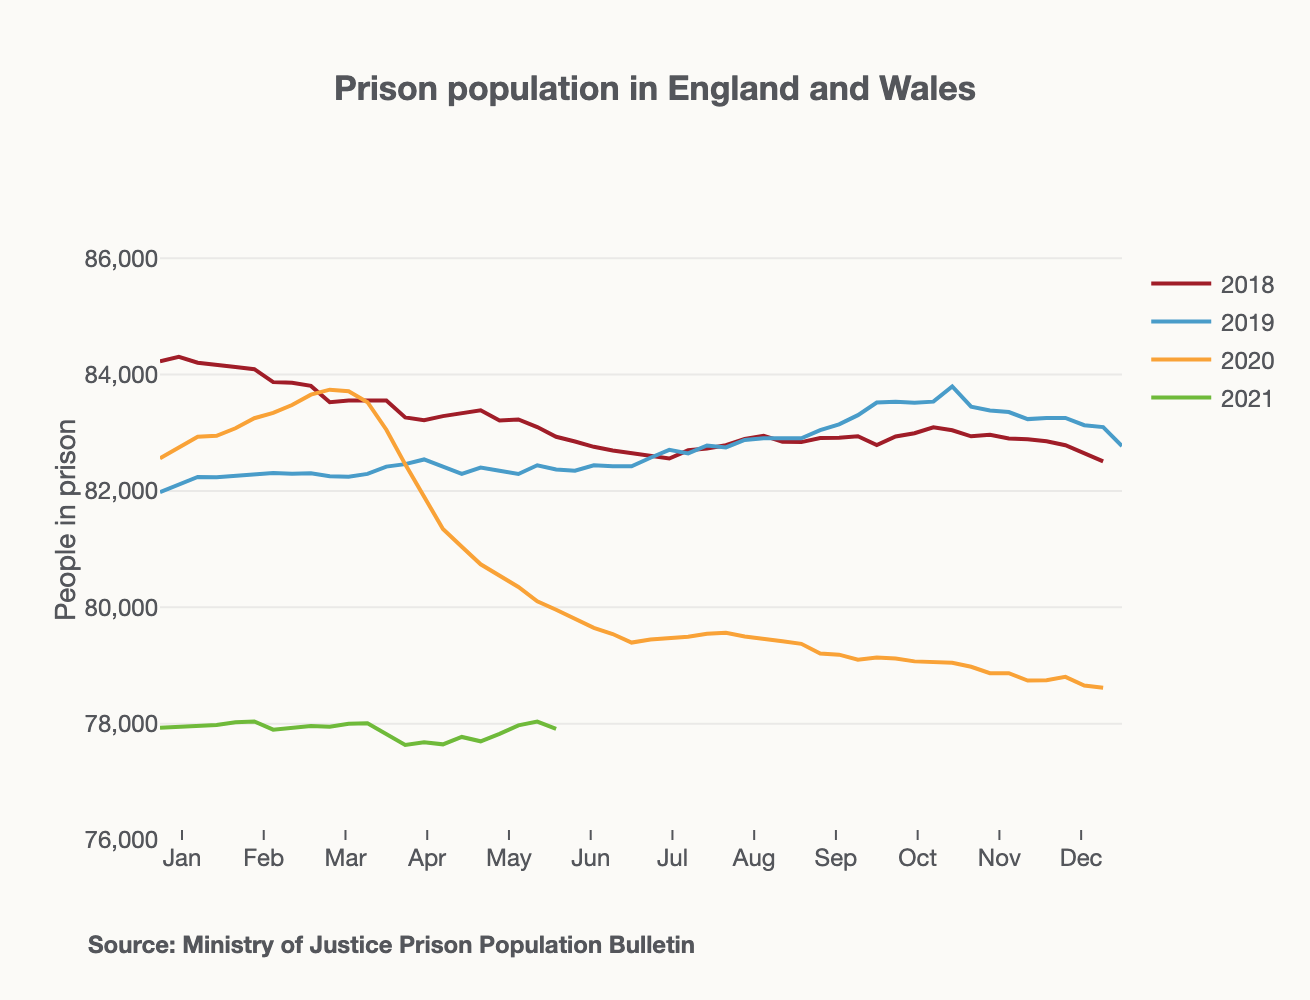 Prison population in England and Wales
86,000
84,000
82,000
80,000
78,000
76,000
People in prison
Jan Feb Mar Apr May Jun Jul Aug Sep Oct Nov Dec
2018
2019
2020
2021
Source: Ministry of Justice Prison Population Bulletin